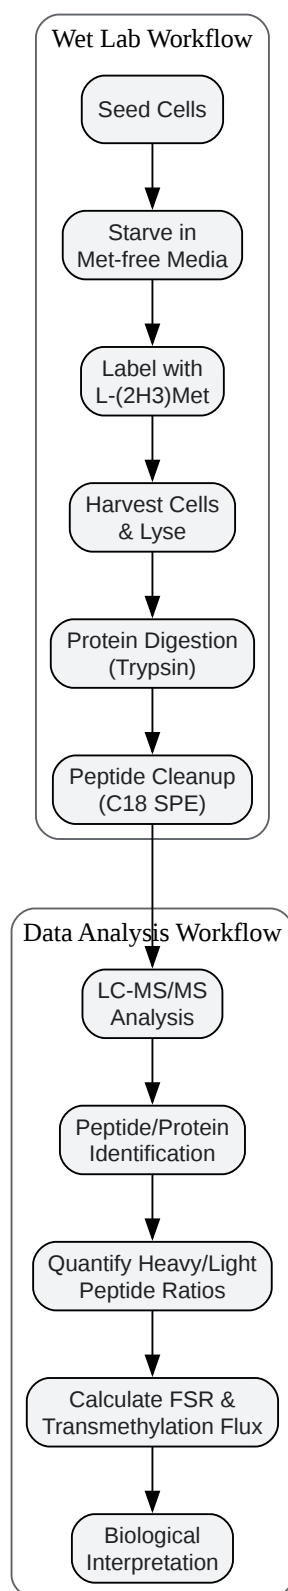 Wet Lab Workflow
Seed Cells
Starve in
Met-free Media
Label with
L-(2H3)Met
Harvest Cells
& Lyse
Protein Digestion
(Trypsin)
Peptide Cleanup
(C18 SPE)
Data Analysis Workflow
LC-MS/MS
Analysis
Peptide/Protein
Identification
Quantify Heavy/Light
Peptide Ratios
Calculate FSR &
Transmethylation Flux
Biological
Interpretation